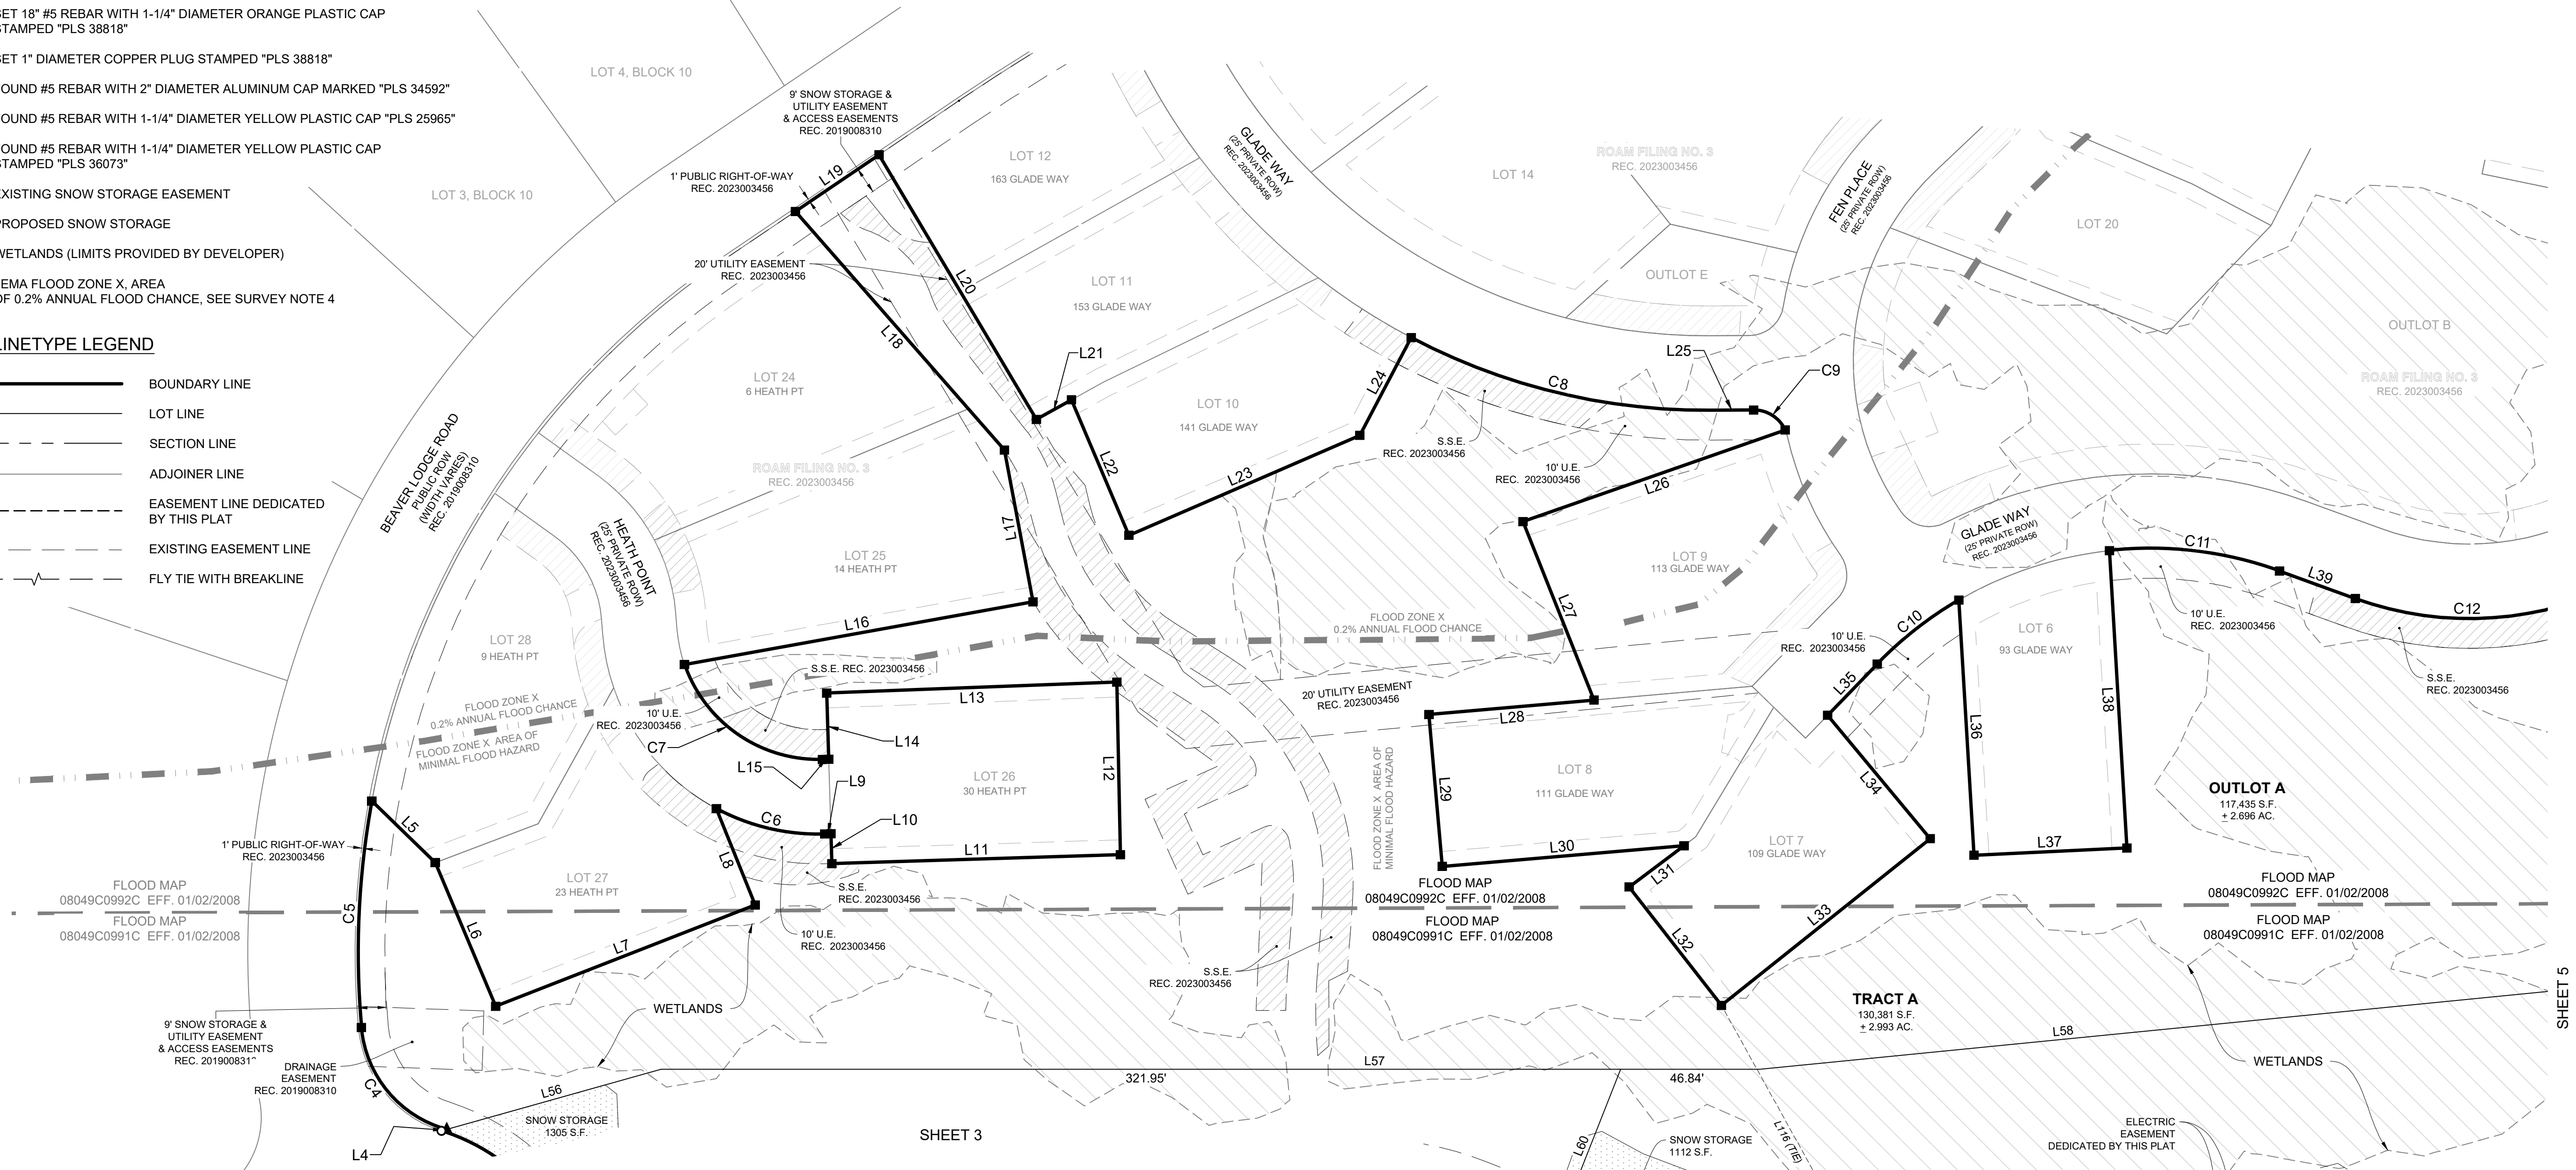 SET 18" #5 REBAR WITH 1-1/4" DIAMETER ORANGE PLASTIC CAP
STAMPED "PLS 38818"
SET 1" DIAMETER COPPER PLUG STAMPED "PLS 38818"
OUND #5 REBAR WITH 2" DIAMETER ALUMINUM CAP MARKED "PLS 34592"
OUND #5 REBAR WITH 1-1/4" DIAMETER YELLOW PLASTIC CAP "PLS 25965"
OUND #5 REBAR WITH 1-1/4" DIAMETER YELLOW PLASTIC CAP
STAMPED "PLS 36073"
EXISTING SNOW STORAGE EASEMENT
PROPOSED SNOW STORAGE
WETLANDS (LIMITS PROVIDED BY DEVELOPER)
EMA FLOOD ZONE X, AREA
OF 0.2% ANNUAL FLOOD CHANCE, SEE SURVEY NOTE 4
LINETYPE LEGEND
BOUNDARY LINE
LOT LINE
SECTION LINE
ADJOINER LINE
EASEMENT LINE DEDICATED
BY THIS PLAT
EXISTING EASEMENT LINE
FLY TIE WITH BREAKLINE
LOT 4, BLOCK 10
LOT 3, BLOCK 10
9' SNOW STORAGE &
UTILITY EASEMENT
& ACCESS EASEMENTS
REC. 2019008310
1' PUBLIC RIGHT-OF-WAY
REC. 2023003456
L19
20' UTILITY EASEMENT
REC. 2023003456
L20
L18
LOT 12
163 GLADE WAY
LOT 11
153 GLADE WAY
L21
LOT 10
141 GLADE WAY
L22
L23
L24
GLADE WAY
(25' PRIVATE ROW)
REC. 2023003456
LOT 14
ROAM FILING NO. 3
REC. 2023003456
OUTLOT E
FEN PLACE
(25' PRIVATE ROW)
REC. 2023003456
LOT 20
OUTLOT B
ROAM FILING NO. 3
REC. 2023003456
L25
C9
C8
S.S.E.
REC. 2023003456
10' U.E.
REC. 2023003456
L26
LOT 9
113 GLADE WAY
L27
GLADE WAY
(25' PRIVATE ROW)
REC. 2023003456
C11
L39
C12
10' U.E.
REC. 2023003456
S.S.E.
REC. 2023003456
LOT 24
6 HEATH PT
ROAM FILING NO. 3
REC. 2023003456
BEAVER LODGE ROAD
PUBLIC ROW
(WIDTH VARIES)
REC. 2019008310
HEATH POINT
(25' PRIVATE ROW)
REC. 2023003456
LOT 25
14 HEATH PT
L17
L16
LOT 28
9 HEATH PT
S.S.E. REC. 2023003456
FLOOD ZONE X
0.2% ANNUAL FLOOD CHANCE
FLOOD ZONE X
0.2% ANNUAL FLOOD CHANCE
FLOOD ZONE X AREA OF
MINIMAL FLOOD HAZARD
10' U.E.
REC. 2023003456
C7
L13
L14
L15
L9
L10
L12
LOT 26
30 HEATH PT
L11
C6
L8
20' UTILITY EASEMENT
REC. 2023003456
L28
FLOOD ZONE X AREA OF
MINIMAL FLOOD HAZARD
L29
LOT 8
111 GLADE WAY
L30
L31
LOT 7
109 GLADE WAY
L32
L33
L34
L35
C10
10' U.E.
REC. 2023003456
LOT 6
93 GLADE WAY
L36
L37
L38
OUTLOT A
117,435 S.F.
± 2.696 AC.
L5
1' PUBLIC RIGHT-OF-WAY
REC. 2023003456
FLOOD MAP
08049C0992C EFF. 01/02/2008
FLOOD MAP
08049C0991C EFF. 01/02/2008
C5
L6
LOT 27
23 HEATH PT
L7
S.S.E.
REC. 2023003456
10' U.E.
REC. 2023003456
FLOOD MAP
08049C0992C EFF. 01/02/2008
FLOOD MAP
08049C0991C EFF. 01/02/2008
FLOOD MAP
08049C0992C EFF. 01/02/2008
FLOOD MAP
08049C0991C EFF. 01/02/2008
S.S.E.
REC. 2023003456
WETLANDS
TRACT A
130,381 S.F.
± 2.993 AC.
9' SNOW STORAGE &
UTILITY EASEMENT
& ACCESS EASEMENTS
REC. 201900831
DRAINAGE
EASEMENT
REC. 2019008310
C4
L4
L56
SNOW STORAGE
1305 S.F.
SHEET 3
321.95'
L57
46.84'
L58
L60
SNOW STORAGE
1112 S.F.
L116 (TIE)
WETLANDS
ELECTRIC
EASEMENT
DEDICATED BY THIS PLAT
SHEET 5